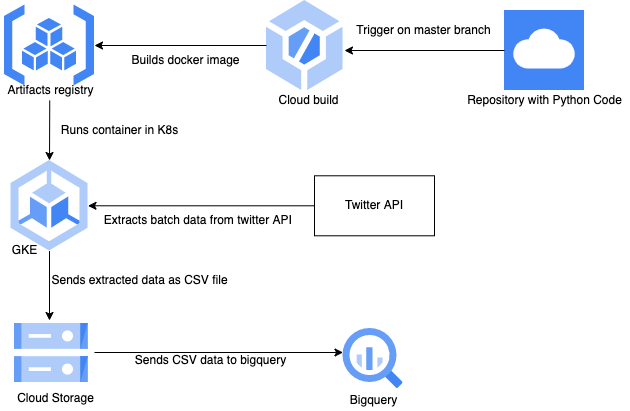 Trigger on master branch
Builds docker image
Artifacts registry
Cloud build
Repository with Python Code
Runs container in K8s
Twitter API
Extracts batch data from twitter API
GKE
Sends extracted data as CSV file
Sends CSV data to bigquery
Cloud Storage
Bigquery